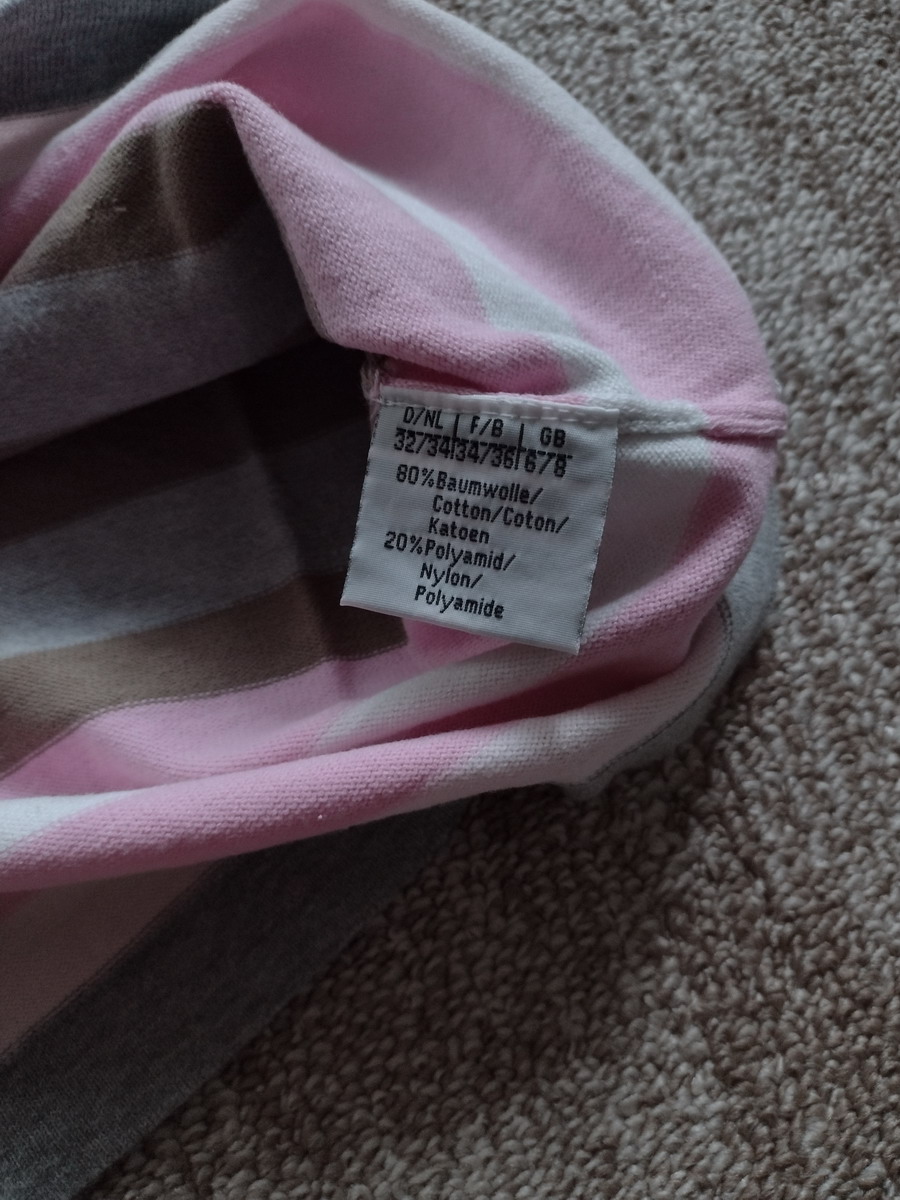 D/NL | F/B | GB
32/34|34/36|6/8
80%Baumwolle/
Cotton/Coton/
Katoen
20%Polyamid/
Nylon/
Polyamide